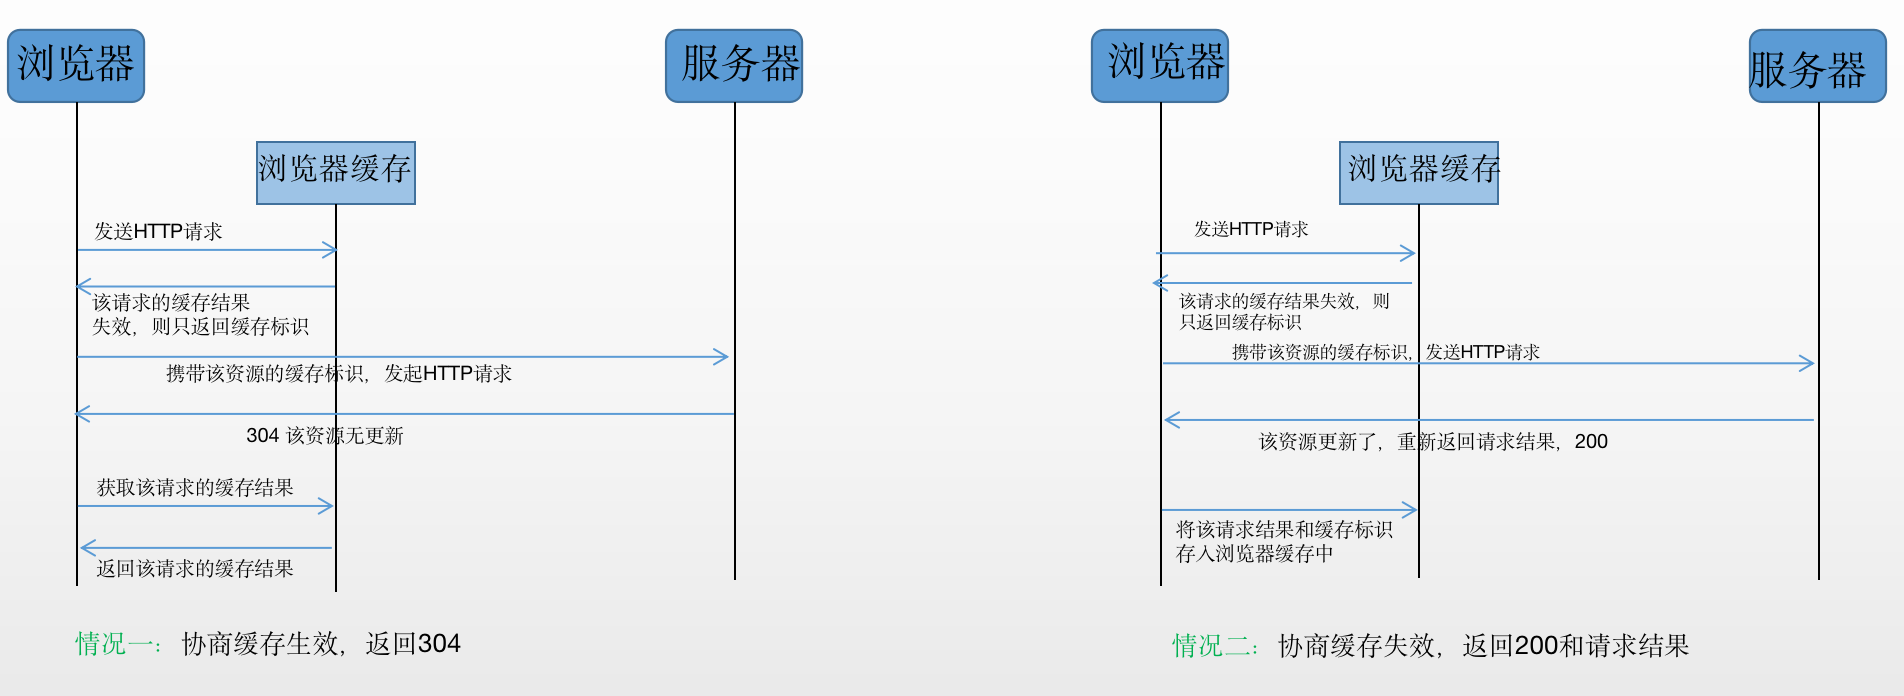 浏览器
服务器
浏览器缓存
发送HTTP请求
该请求的缓存结果
失效，则只返回缓存标识
携带该资源的缓存标识，发起HTTP请求
304 该资源无更新
获取该请求的缓存结果
返回该请求的缓存结果
情况一：协商缓存生效，返回304
浏览器
服务器
浏览器缓存
发送HTTP请求
该请求的缓存结果失效，则
只返回缓存标识
携带该资源的缓存标识，发送HTTP请求
该资源更新了，重新返回请求结果，200
将该请求结果和缓存标识
存入浏览器缓存中
情况二：协商缓存失效，返回200和请求结果